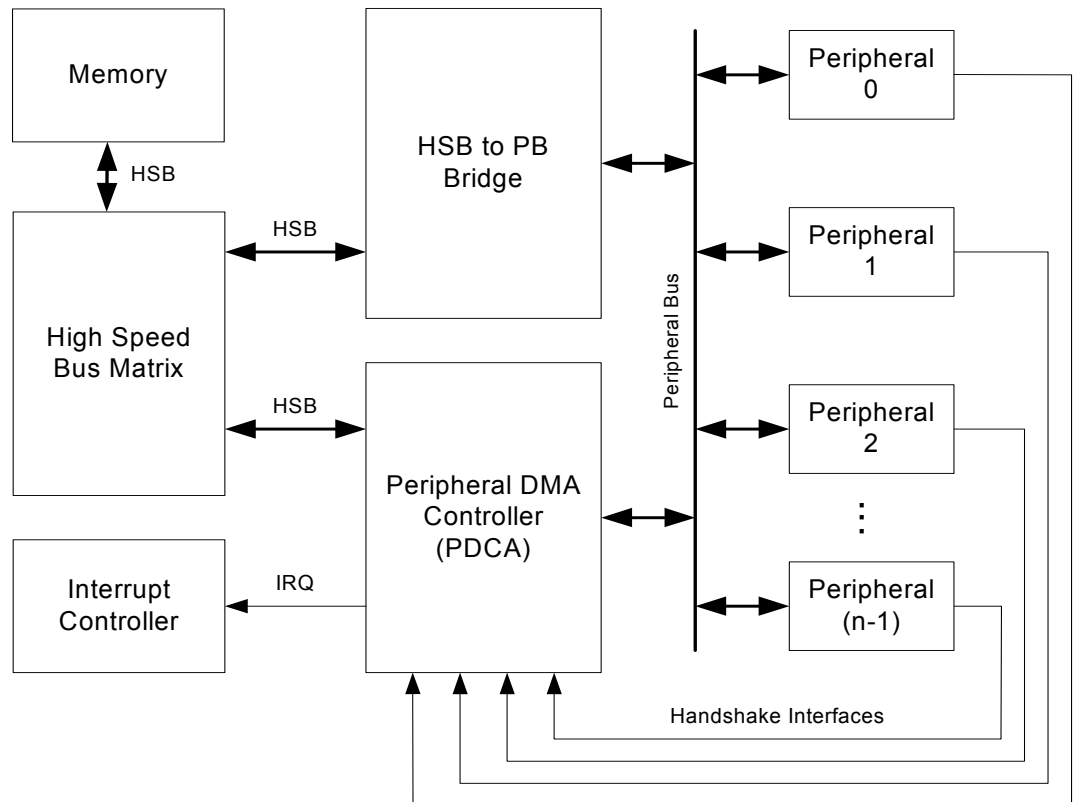 Memory
HSB
High Speed
Bus Matrix
Interrupt
Controller
HSB
HSB
IRQ
HSB to PB
Bridge
Peripheral DMA
Controller
(PDCA)
Peripheral Bus
Peripheral
0
Peripheral
1
Peripheral
2
⋮
Peripheral
(n-1)
Handshake Interfaces